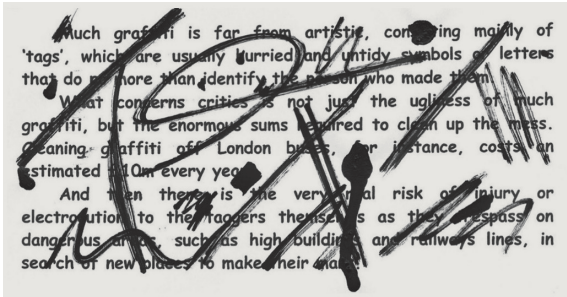 Much graffiti is far from artistic, consisting mainly of
'tags', which are usually hurried and untidy symbols or letters
that do no more than identify the person who made them.
What concerns critics is not just the ugliness of much
graffiti, but the enormous sums required to clean up the mess.
Cleaning graffiti off London buses, for instance, costs an
estimated 10m every year.
And then there is the very real risk of injury or
electrocution to the taggers themselves as they trespass on
dangerous areas, such as high buildings and railways lines, in
search of new places to make their mark.